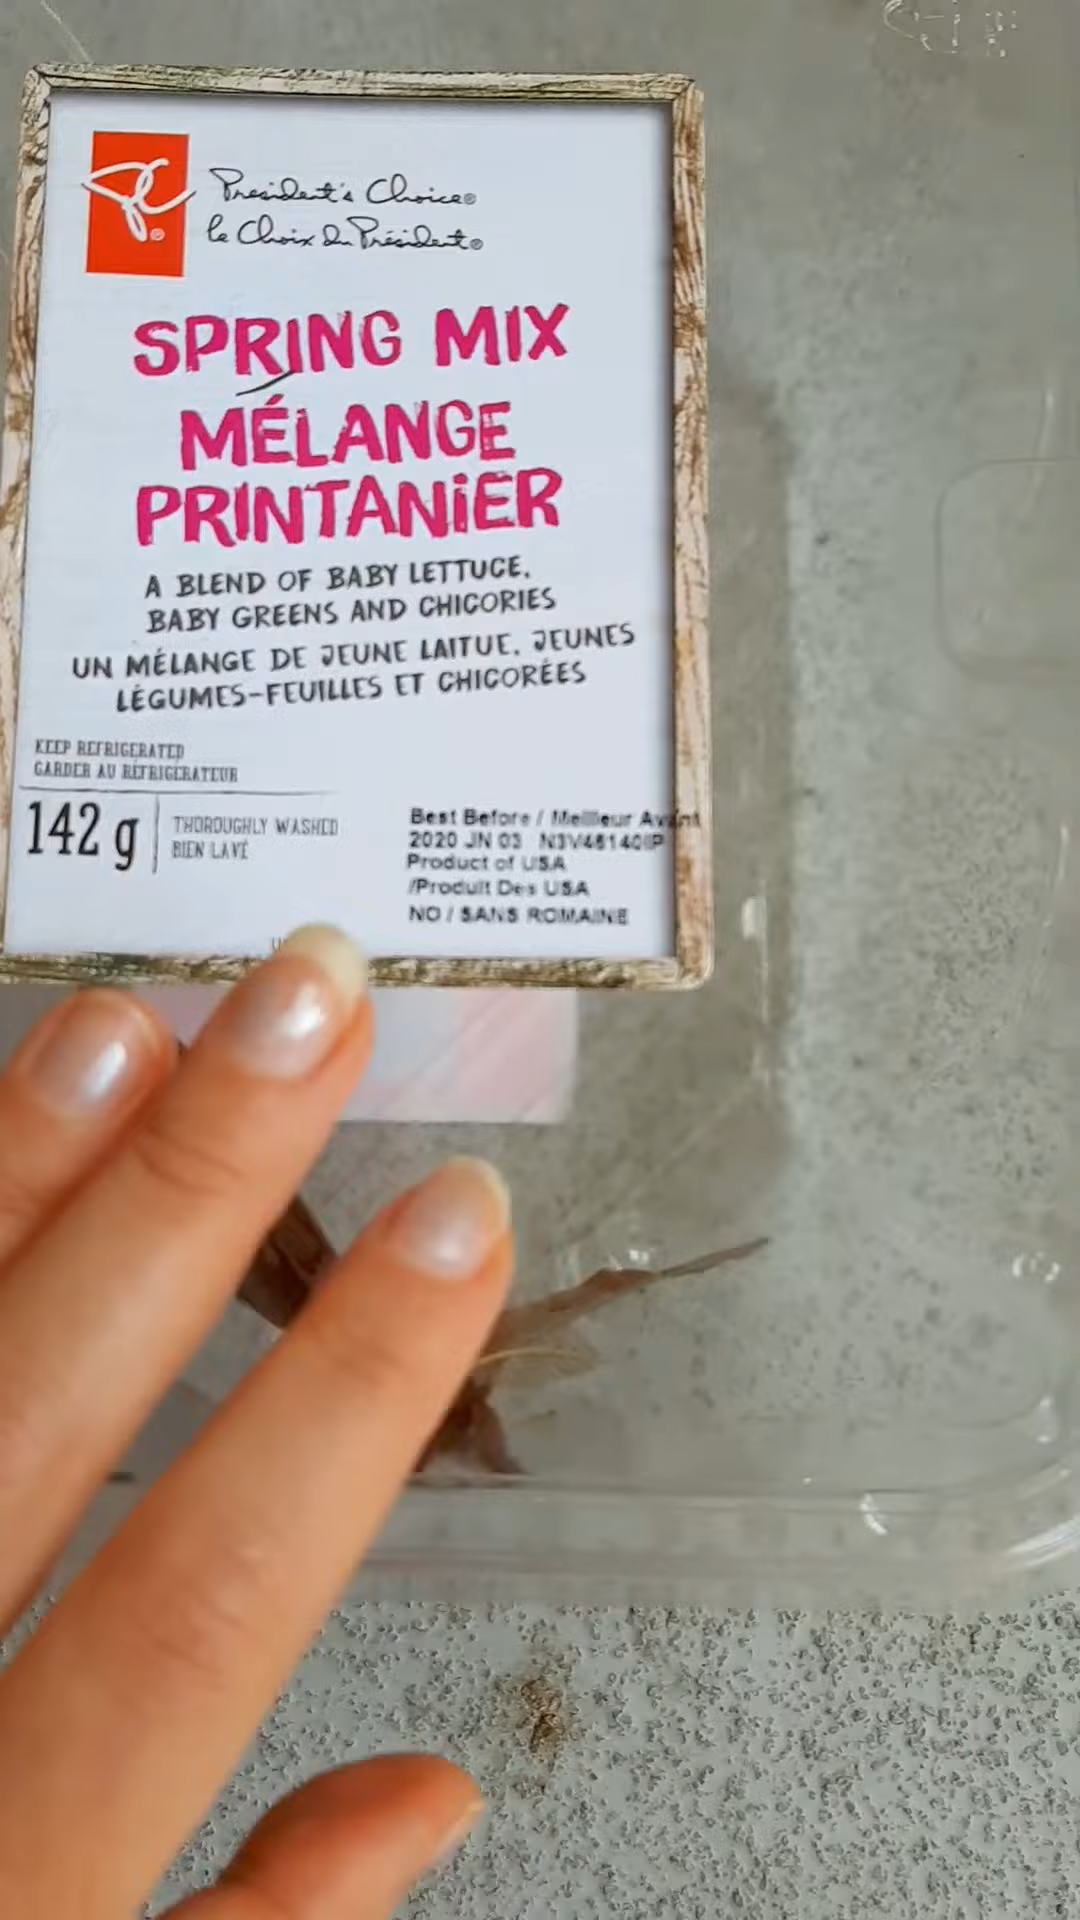 President's Choice®
le Choix du Président®
SPRING MIX
MÉLANGE
PRINTANIER
A BLEND OF BABY LETTUCE,
BABY GREENS AND CHICORIES
UN MÉLANGE DE JEUNE LAITUE, JEUNES
LÉGUMES-FEUILLES ET CHICORÉES
KEEP REFRIGERATED
GARDER AU RÉFRIGÉRATEUR
142 g
THOROUGHLY WASHED
BIEN LAVÉ
Best Before / Meilleur Avant
2020 JN 03
Product of USA
/Produit Des USA
NO / SANS ROMAINE